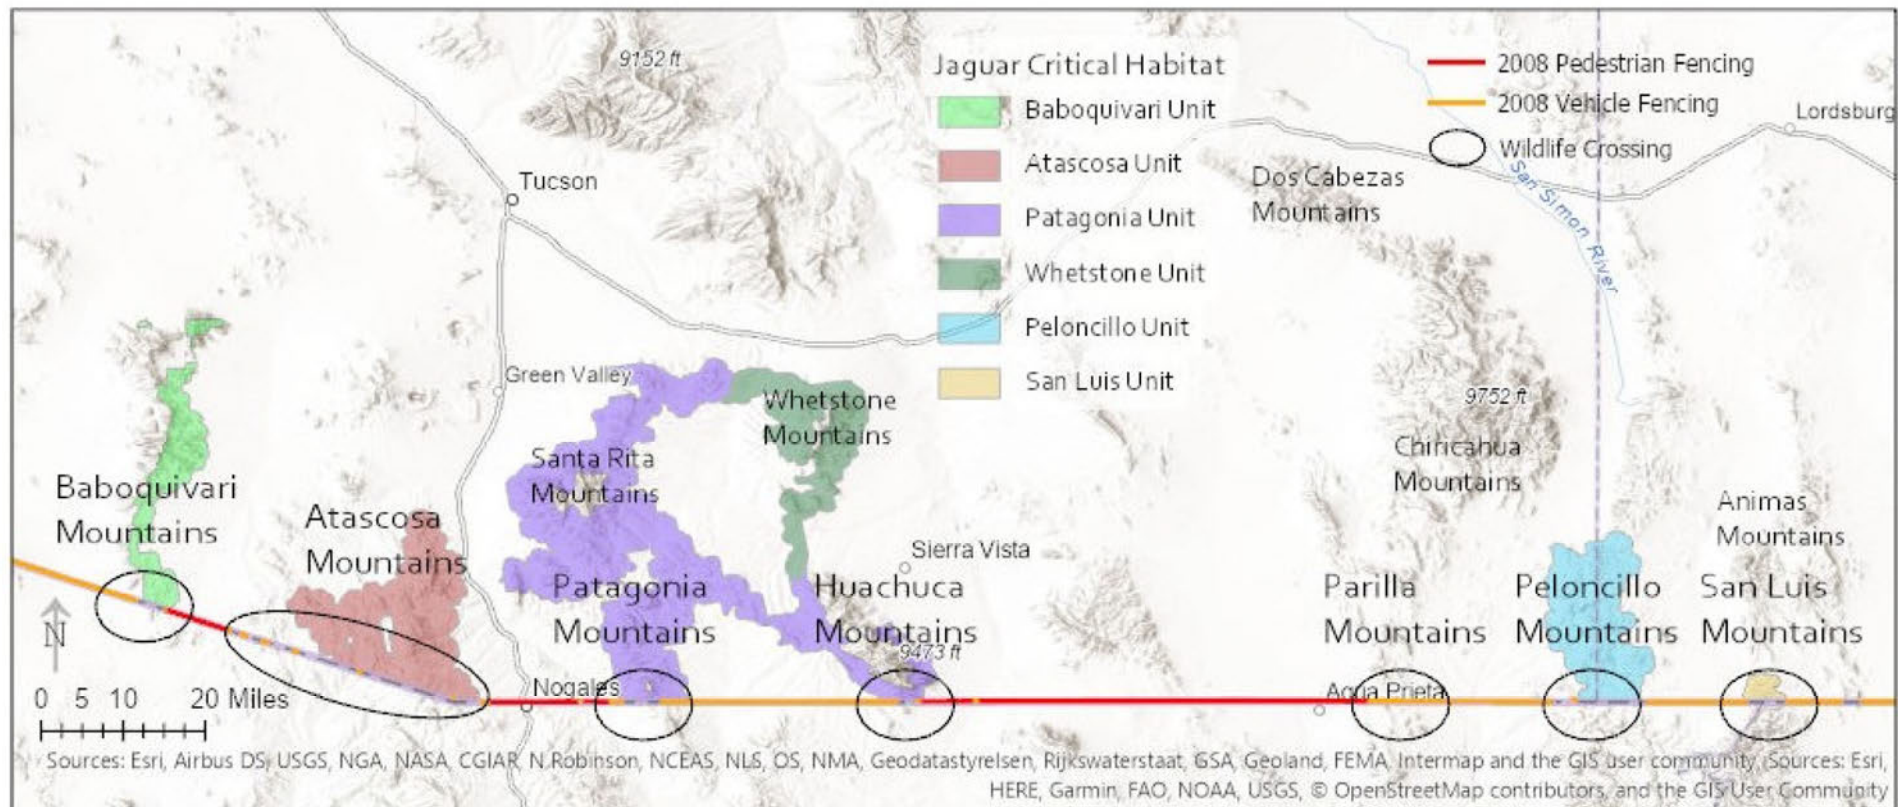 9152 ft
Tucson
Jaguar Critical Habitat
Baboquivari Unit
Atascosa Unit
Patagonia Unit
Whetstone Unit
Peloncillo Unit
San Luis Unit
2008 Pedestrian Fencing
2008 Vehicle Fencing
Wildlife Crossing
Lordsburg
Dos Cabezas
Mountains
San Simon River
Green Valley
Whetstone
Mountains
9752 ft
Chiricahua
Mountains
Santa Rita
Mountains
Baboquivari
Mountains
Atascosa
Mountains
Animas
Mountains
Sierra Vista
Patagonia
Mountains
Huachuca
Mountains
9473 ft
Parilla
Mountains
Peloncillo
Mountains
San Luis
Mountains
N
Nogales
Agua Prieta
0 5 10 20 Miles
Sources: Esri, Airbus DS, USGS, NGA, NASA, CGIAR, N Robinson, NCEAS, NLS, OS, NMA, Geodatastyrelsen, Rijkswaterstaat, GSA, Geoland, FEMA, Intermap and the GIS user community, Sources: Esri,
HERE, Garmin, FAO, NOAA, USGS, © OpenStreetMap contributors, and the GIS User Community